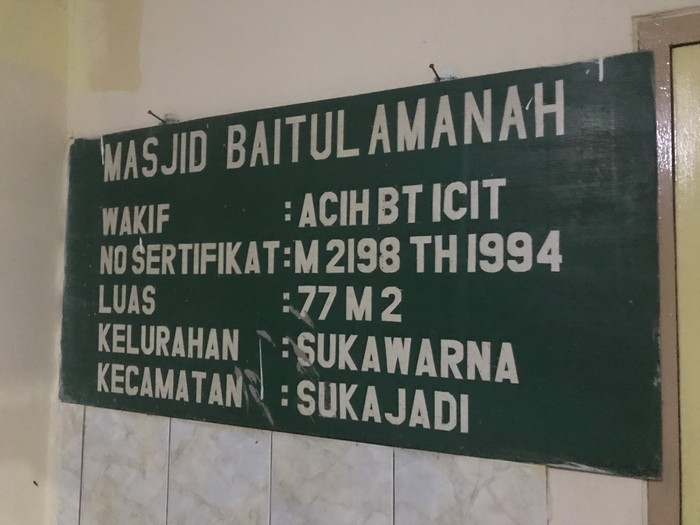 MASJID BAITUL AMANAH
WAKIF : ACIH BT ICIT
NO SERTIFIKAT : M 2198 TH 1994
LUAS : 77 M 2
KELURAHAN : SUKAWARNA
KECAMATAN : SUKAJADI